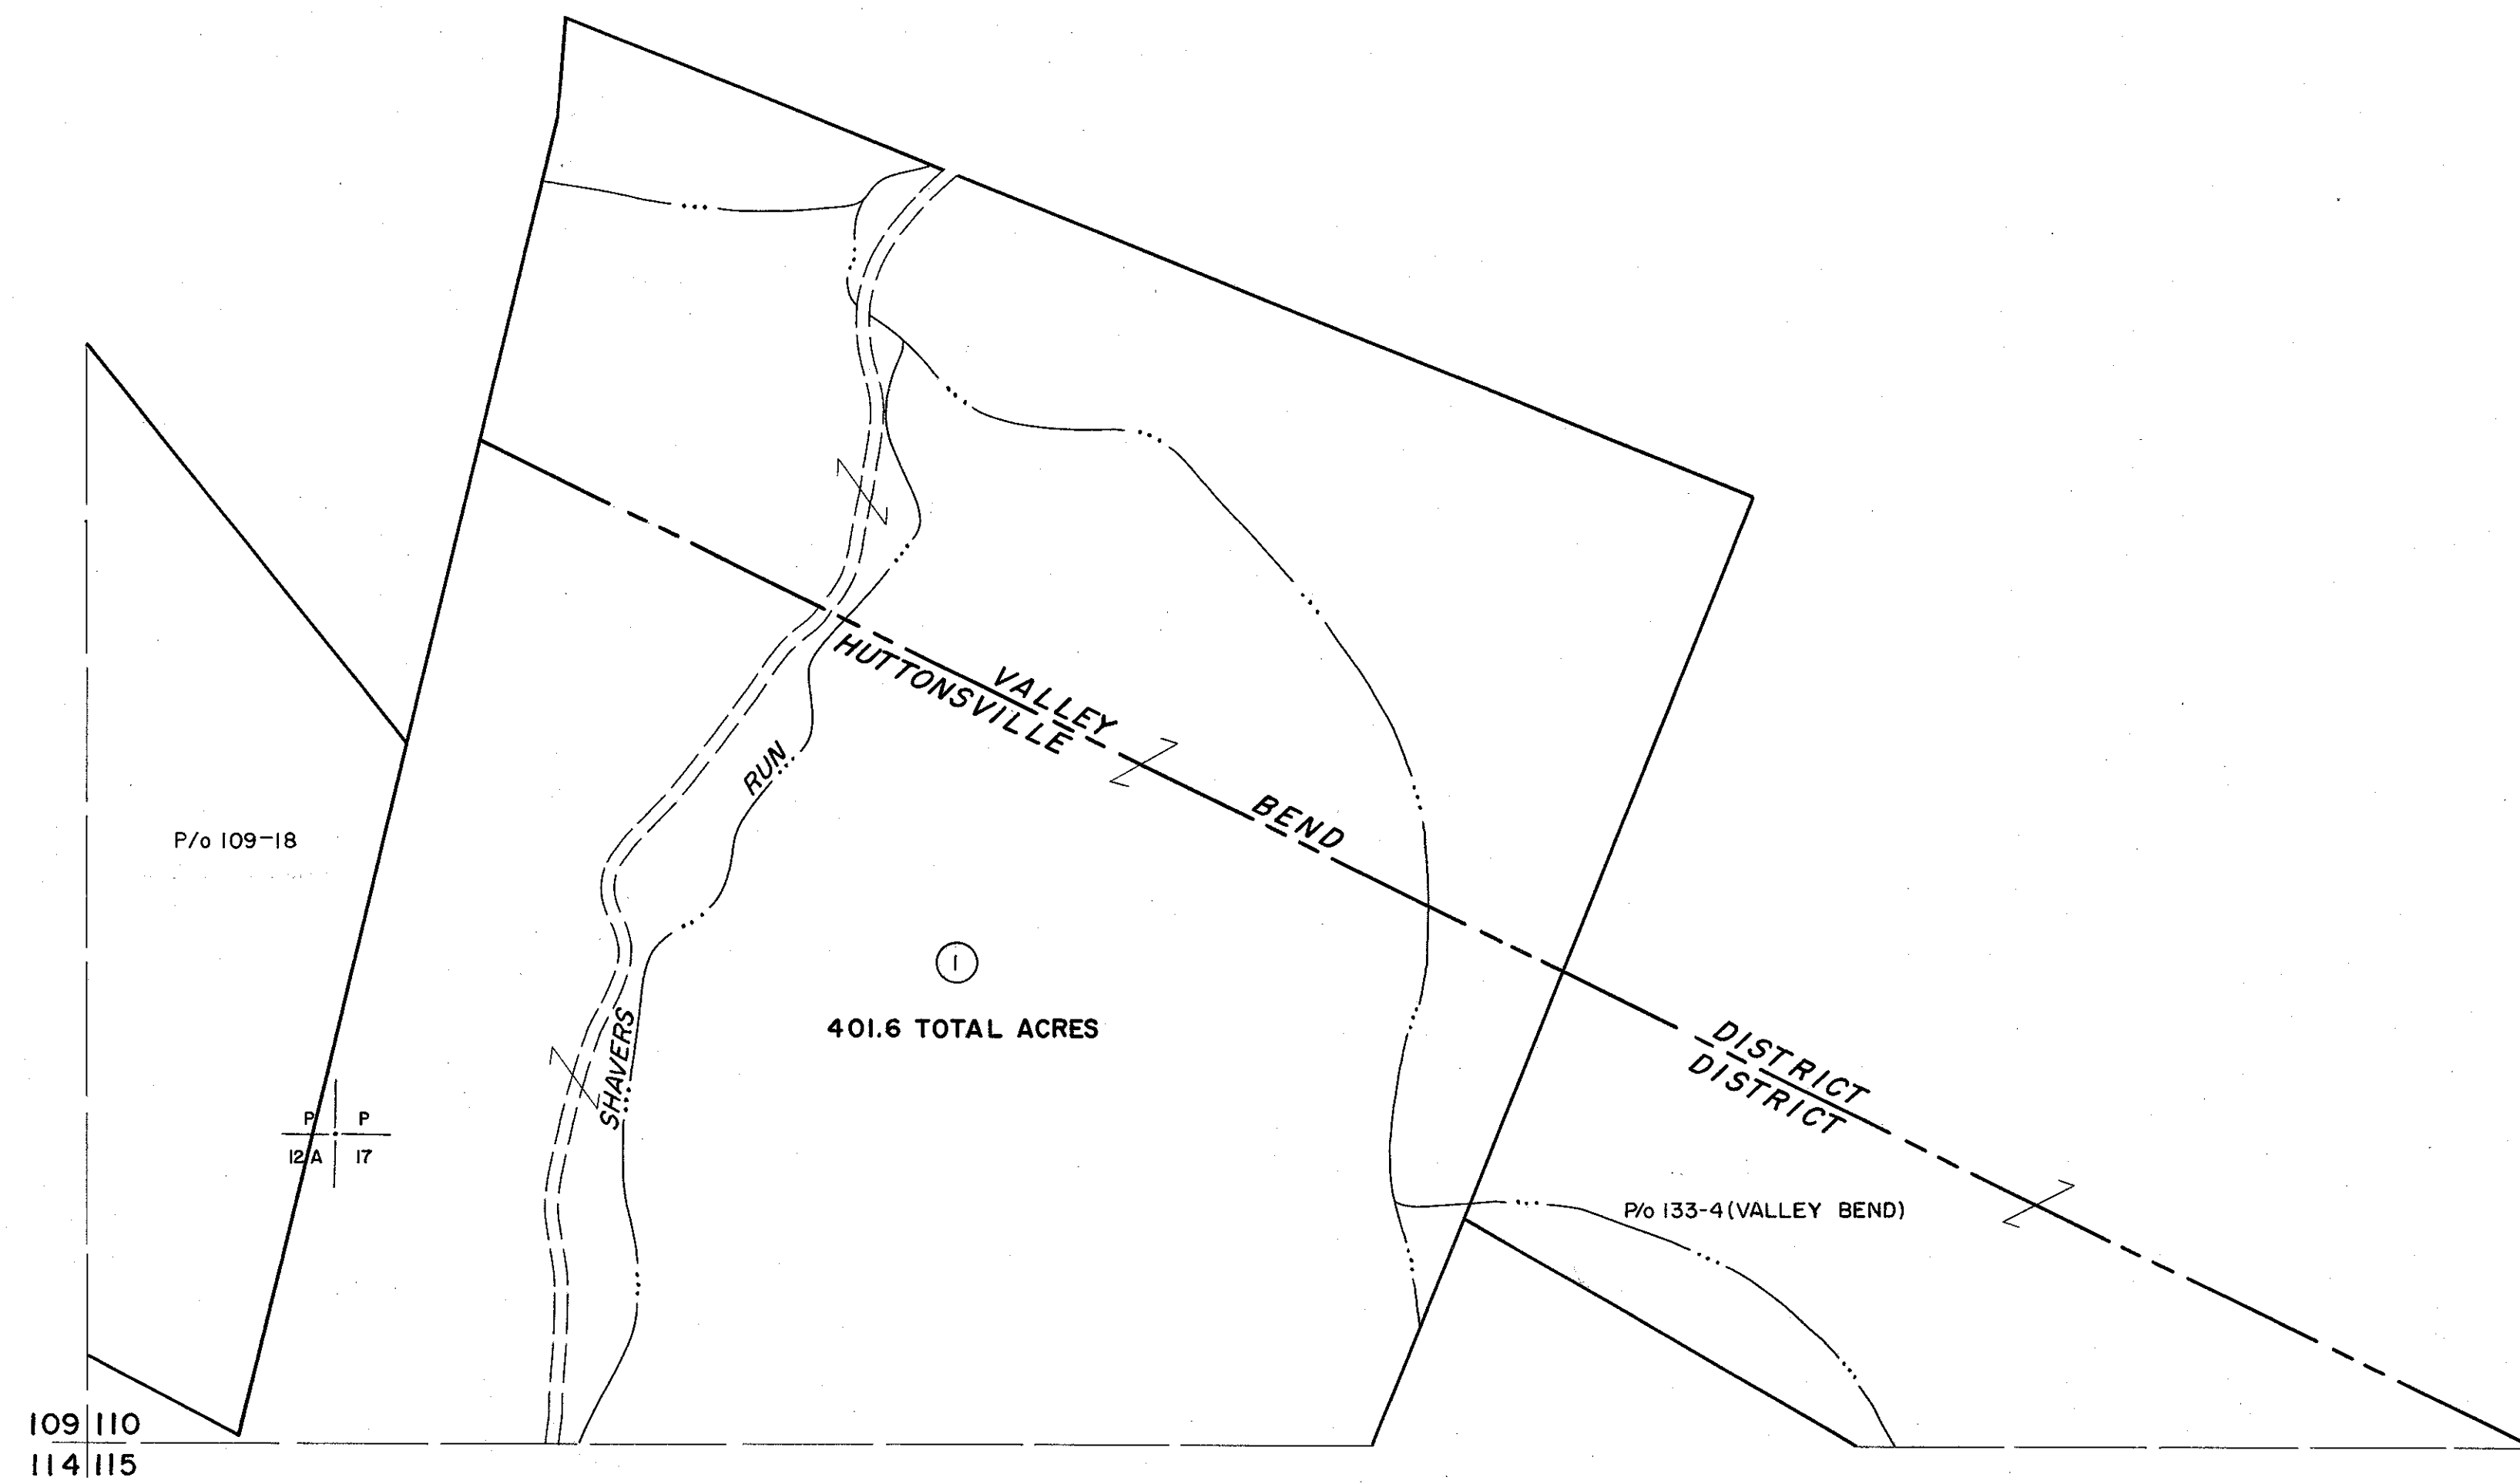 VALLEY BEND DISTRICT
HUTTONSVILLE DISTRICT
RUN
P/o 109-18
1
401.6 TOTAL ACRES
SHAVERS
P P
12A 17
P/o 133-4 (VALLEY BEND)
109 110
114 115